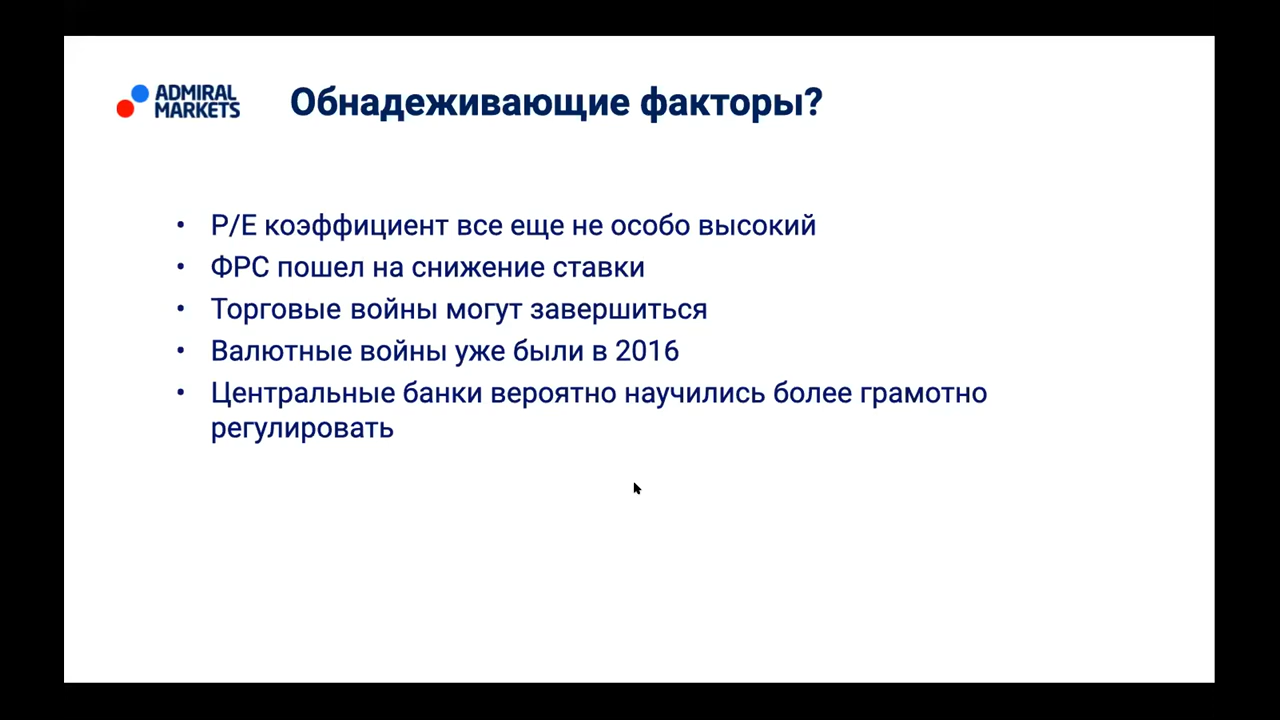 ADMIRAL
MARKETS
Обнадеживающие факторы?
• P/E коэффициент все еще не особо высокий
• ФРС пошел на снижение ставки
• Торговые войны могут завершиться
• Валютные войны уже были в 2016
• Центральные банки вероятно научились более грамотно
регулировать